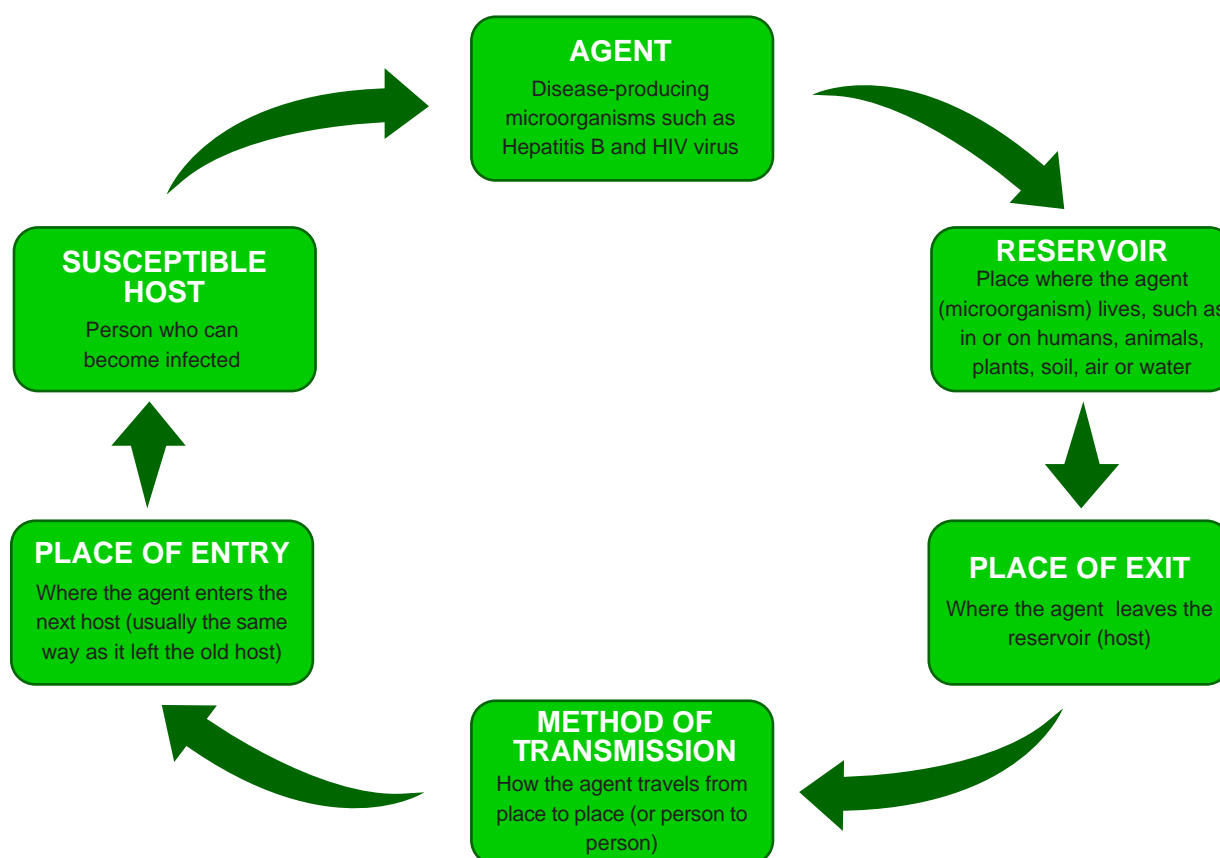 AGENT
Disease-producing
microorganisms such as
Hepatitis B and HIV virus
RESERVOIR
Place where the agent
(microorganism) lives, such as
in or on humans, animals,
plants, soil, air or water
PLACE OF EXIT
Where the agent  leaves the
reservoir (host)
METHOD OF
TRANSMISSION
How the agent travels from
place to place (or person to
person)
PLACE OF ENTRY
Where the agent enters the
next host (usually the same
way as it left the old host)
SUSCEPTIBLE
HOST
Person who can
become infected